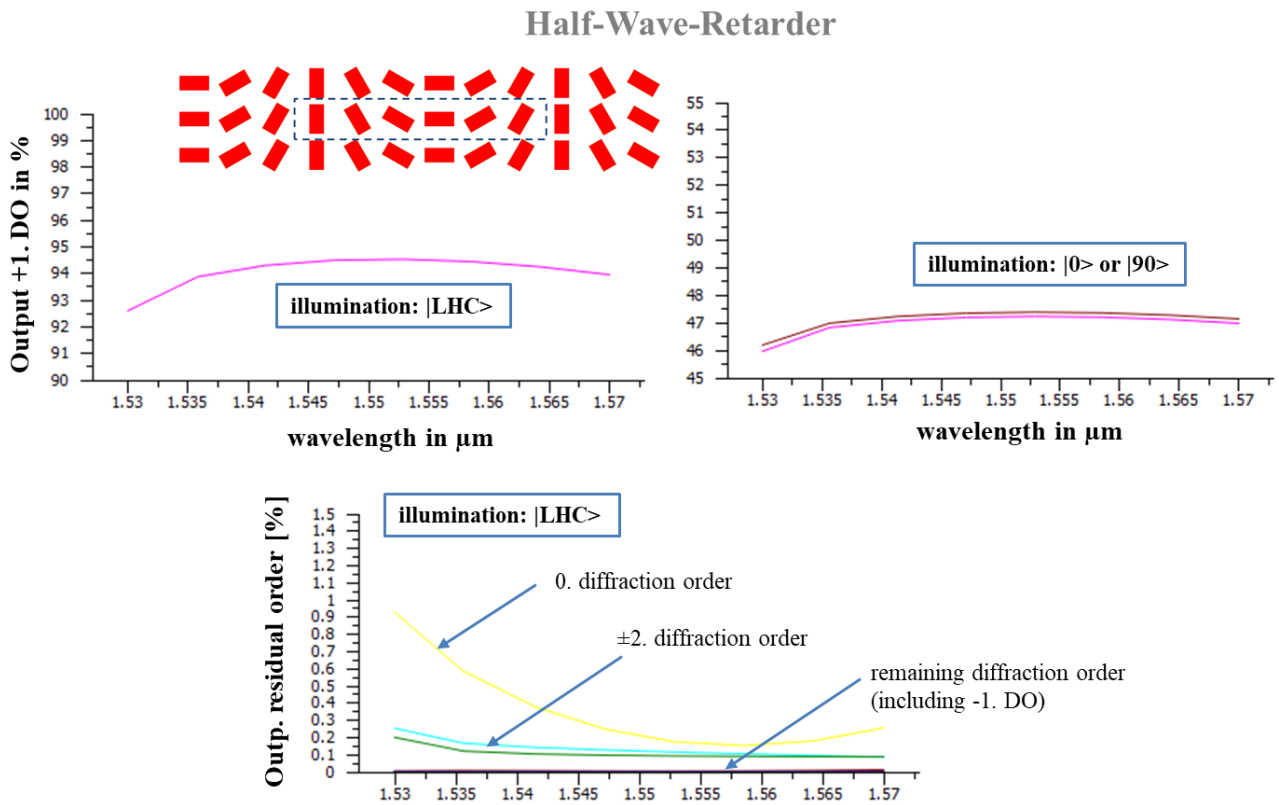 Half-Wave-Retarder
Output +1. DO in %
100
99
98
97
96
95
94
93
92
91
90
illumination: |LHC>
1.53 1.535 1.54 1.545 1.55 1.555 1.56 1.565 1.57
wavelength in µm
55
54
53
52
51
50
49
48
47
46
45
illumination: |0> or |90>
1.53 1.535 1.54 1.545 1.55 1.555 1.56 1.565 1.57
wavelength in µm
Outp. residual order [%]
1.5
1.4
1.3
1.2
1.1
1
0.9
0.8
0.7
0.6
0.5
0.4
0.3
0.2
0.1
0
illumination: |LHC>
0. diffraction order
±2. diffraction order
remaining diffraction order
(including -1. DO)
1.53 1.535 1.54 1.545 1.55 1.555 1.56 1.565 1.57